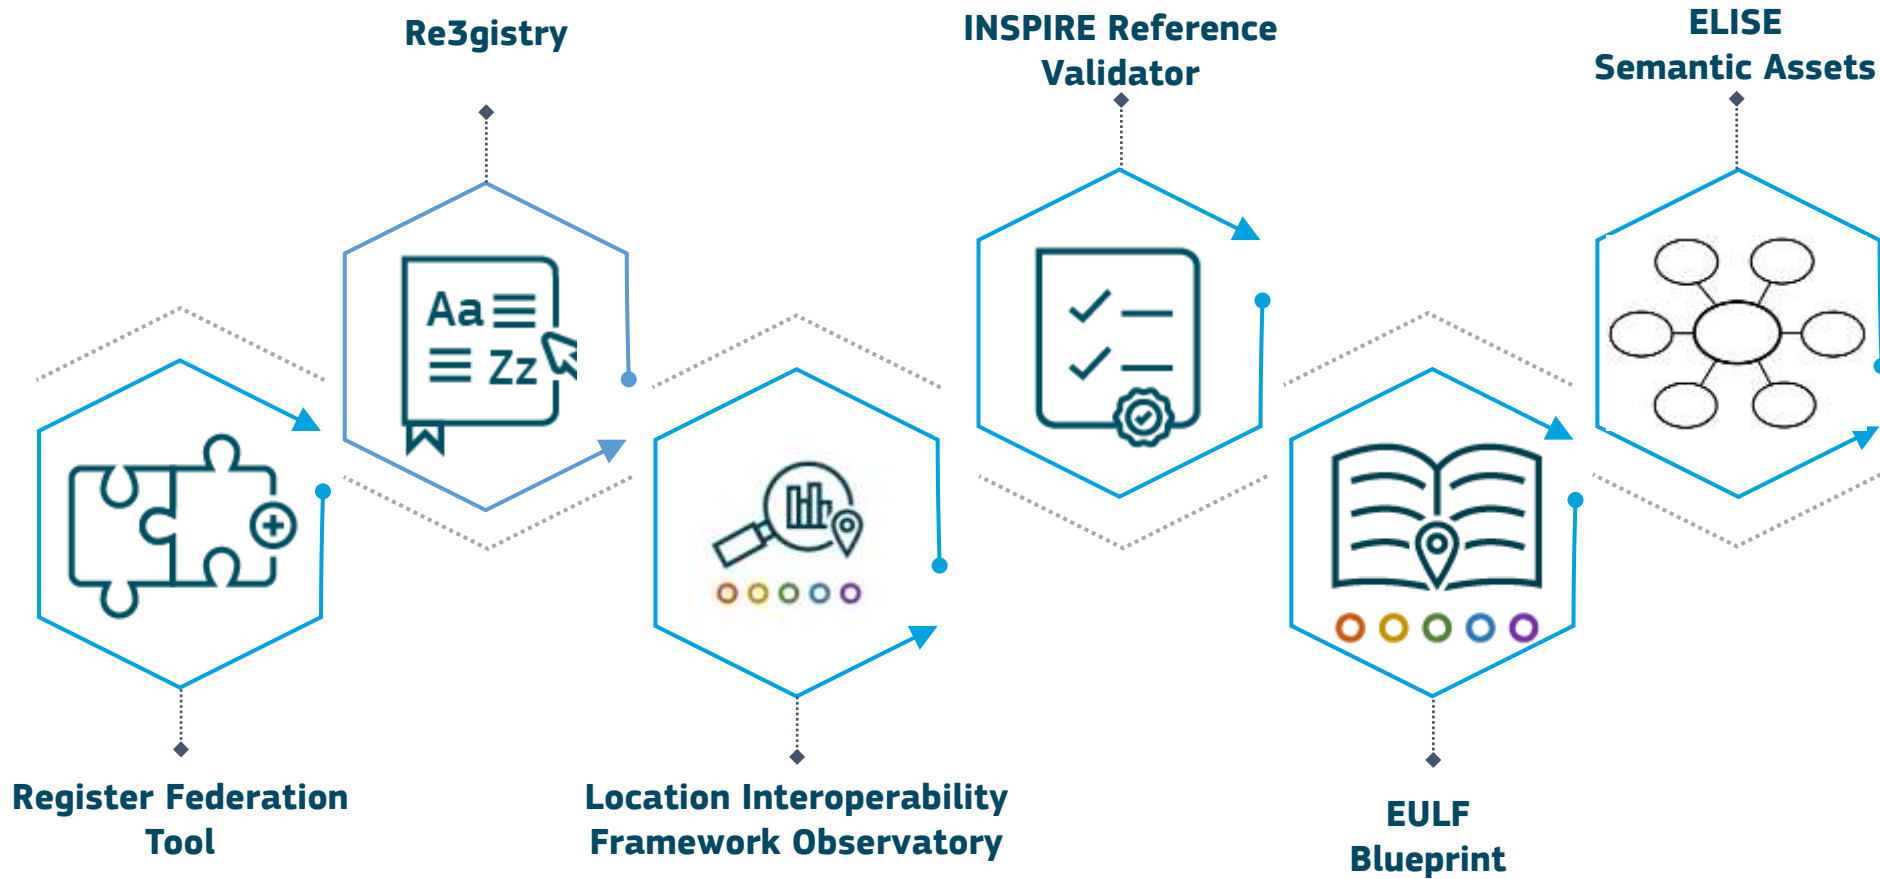 Re3gistry
INSPIRE Reference
Validator
ELISE
Semantic Assets
Aa
Zz
Register Federation
Tool
Location Interoperability
Framework Observatory
EULF
Blueprint